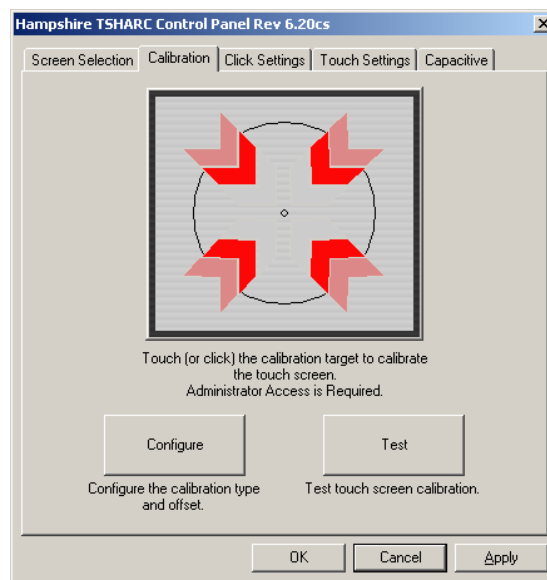 Hampshire TSHARC Control Panel Rev 6.20cs
Screen Selection Calibration Click Settings Touch Settings Capacitive
Touch (or click) the calibration target to calibrate
the touch screen.
Administrator Access is Required.
Configure Test
Configure the calibration type
and offset.
Test touch screen calibration.
OK Cancel Apply